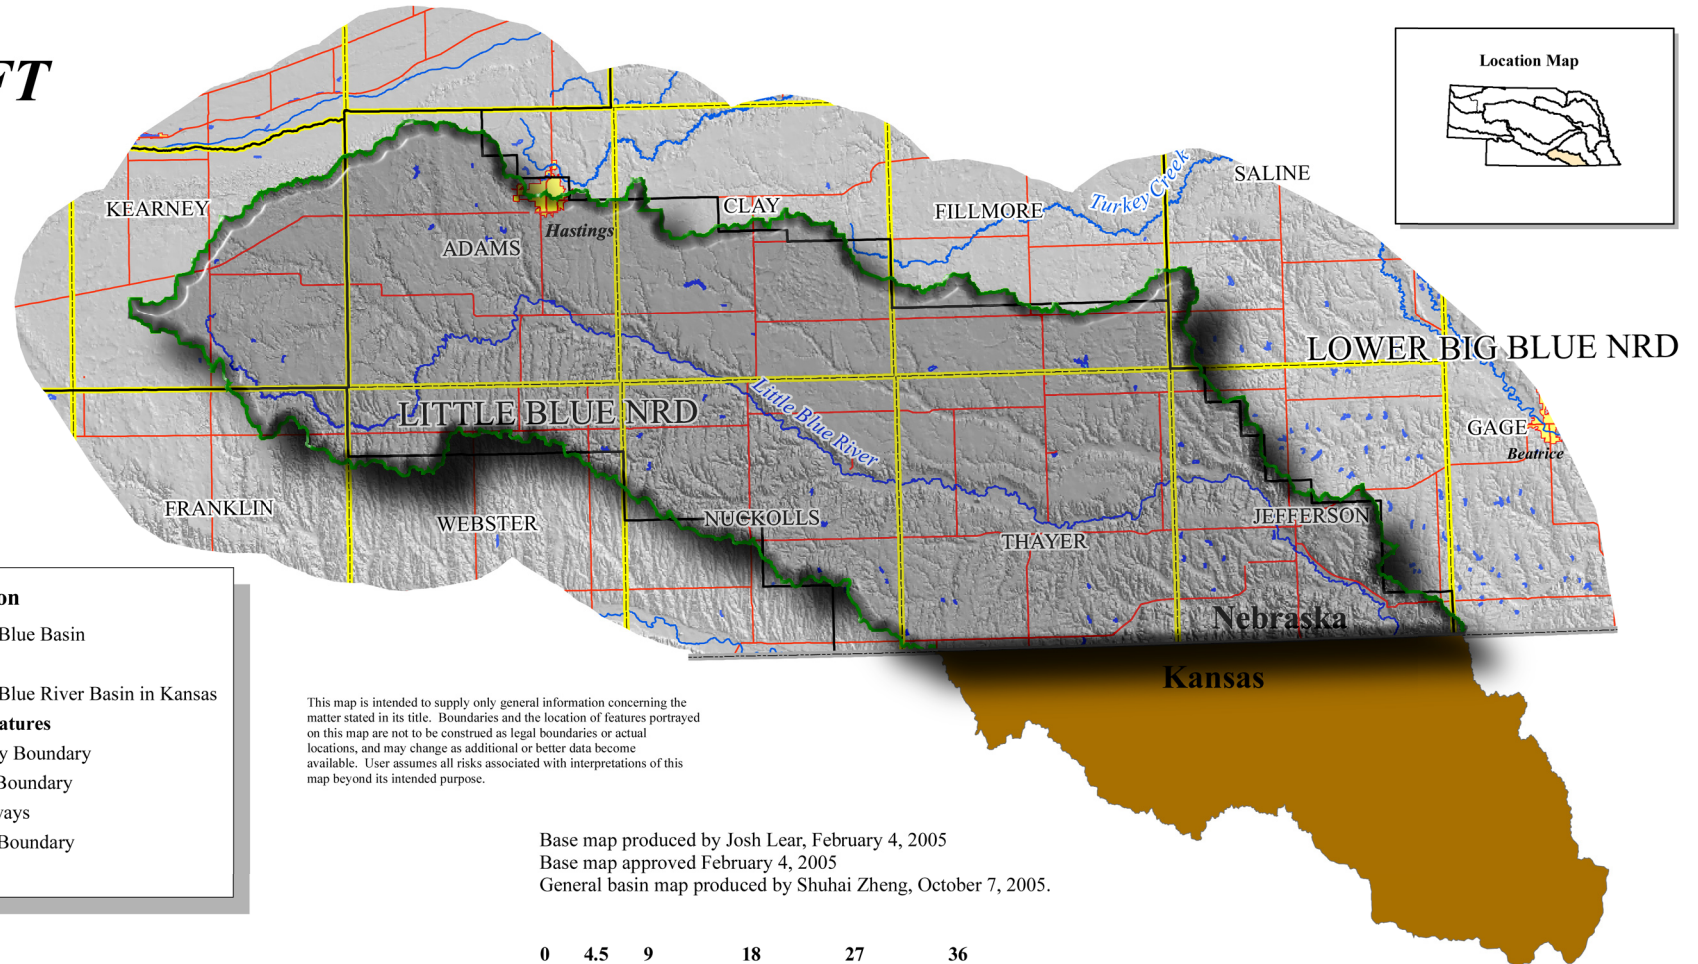 FT
Location Map
SALINE
Turkey Creek
KEARNEY
CLAY
FILLMORE
Hastings
ADAMS
LOWER BIG BLUE NRD
LITTLE BLUE NRD
Little Blue River
GAGE
Beatrice
FRANKLIN
WEBSTER
NUCKOLLS
JEFFERSON
THAYER
Nebraska
Kansas
on
Blue Basin
Blue River Basin in Kansas
atures
y Boundary
Boundary
ways
Boundary
This map is intended to supply only general information concerning the
matter stated in its title. Boundaries and the location of features portrayed
on this map are not to be construed as legal boundaries or actual
locations, and may change as additional or better data become
available. User assumes all risks associated with interpretations of this
map beyond its intended purpose.
Base map produced by Josh Lear, February 4, 2005
Base map approved February 4, 2005
General basin map produced by Shuhai Zheng, October 7, 2005.
0 4.5 9 18 27 36